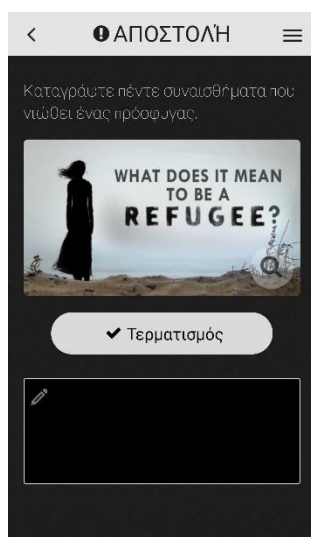 ΑΠΟΣΤΟΛΉ
Καταγράψτε πέντε συναισθήματα που
νιώθει ένας πρόσφυγας.
WHAT DOES IT MEAN
TO BE A
REFUGEE?
Τερματισμός